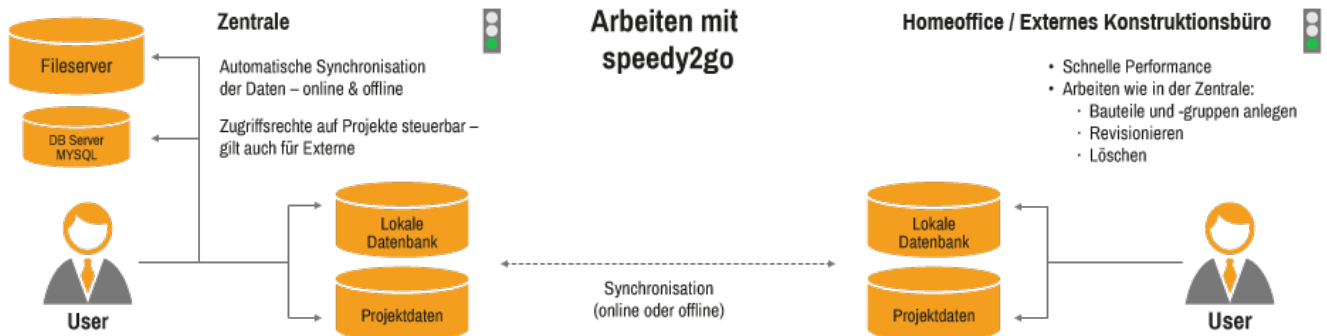 Zentrale
Fileserver
Automatische Synchronisation
der Daten – online & offline
Zugriffsrechte auf Projekte steuerbar –
gilt auch für Externe
DB Server
MYSQL
User
Lokale
Datenbank
Projektdaten
Arbeiten mit
speedy2go
Synchronisation
(online oder offline)
Homeoffice / Externes Konstruktionsbüro
• Schnelle Performance
• Arbeiten wie in der Zentrale:
· Bauteile und -gruppen anlegen
· Revisionieren
· Löschen
Lokale
Datenbank
Projektdaten
User